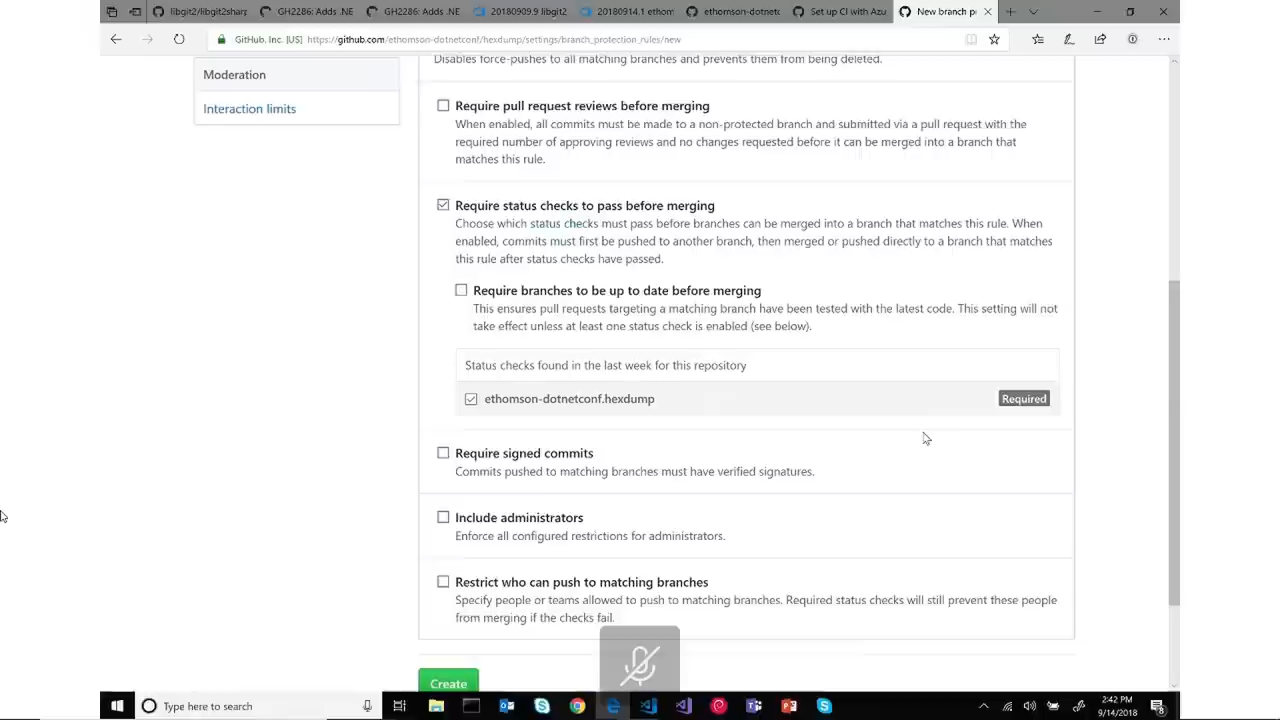 libgit2/libgit2sharp
GH2286: Adds .NE
GH2286: Adds .NE
20180909.9 libgit2
20180914.1 ethom
ethomson-dotnetc
Set up CI with Azu
New branch p
GitHub, Inc. [US] https://github.com/ethomson-dotnetconf/hexdump/settings/branch_protection_rules/new
Moderation
Interaction limits
Disables force-pushes to all matching branches and prevents them from being deleted.
Require pull request reviews before merging
When enabled, all commits must be made to a non-protected branch and submitted via a pull request with the
required number of approving reviews and no changes requested before it can be merged into a branch that
matches this rule.
Require status checks to pass before merging
Choose which status checks must pass before branches can be merged into a branch that matches this rule. When
enabled, commits must first be pushed to another branch, then merged or pushed directly to a branch that matches
this rule after status checks have passed.
Require branches to be up to date before merging
This ensures pull requests targeting a matching branch have been tested with the latest code. This setting will not
take effect unless at least one status check is enabled (see below).
Status checks found in the last week for this repository
ethomson-dotnetconf.hexdump Required
Require signed commits
Commits pushed to matching branches must have verified signatures.
Include administrators
Enforce all configured restrictions for administrators.
Restrict who can push to matching branches
Specify people or teams allowed to push to matching branches. Required status checks will still prevent these people
from merging if the checks fail.
Create
Type here to search
2:42 PM
9/14/2018